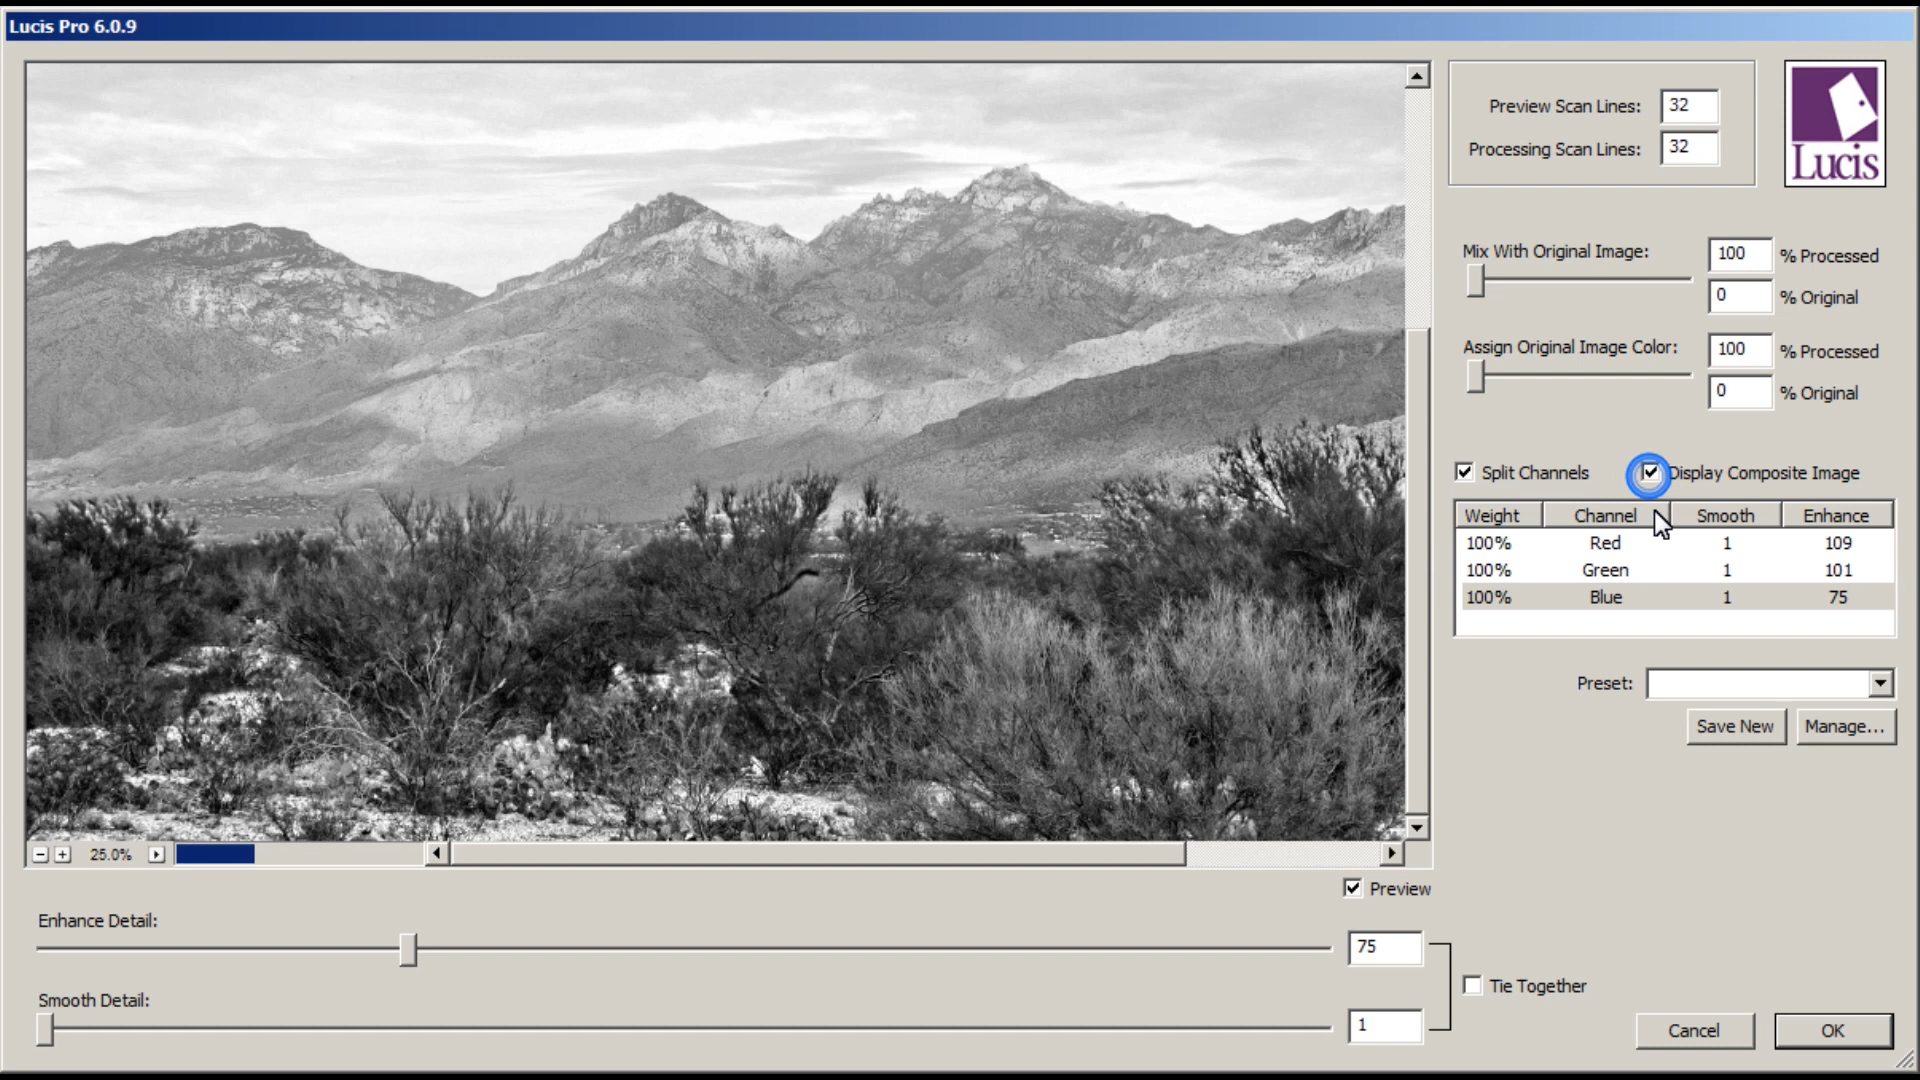 Lucis Pro 6.0.9
Preview Scan Lines: 32
Processing Scan Lines: 32
Lucis
Mix With Original Image: 100 % Processed
0 % Original
Assign Original Image Color: 100 % Processed
0 % Original
Split Channels Display Composite Image
Weight Channel Smooth Enhance
100% Red 1 109
100% Green 1 101
100% Blue 1 75
Preset:
Save New Manage...
25.0%
Preview
Enhance Detail:
75
Tie Together
Smooth Detail:
1
Cancel OK